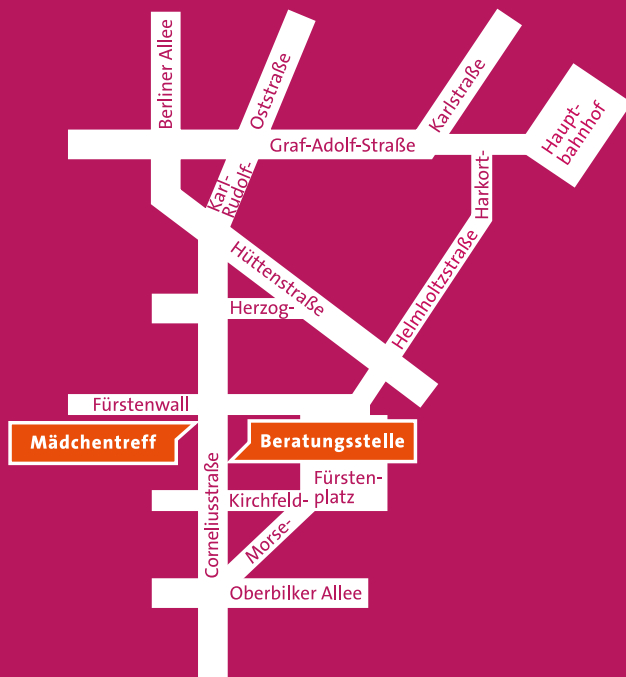 Berliner Allee
Oststraße
Karlstraße
Haupt-
bahnhof
Graf-Adolf-Straße
Karl-
Rudolf-
Harkort-
Hüttenstraße
Helmholtzstraße
Herzog-
Fürstenwall
Mädchentreff
Beratungsstelle
Corneliusstraße
Fürsten-
platz
Kirchfeld-
Morse-
Oberbilker Allee